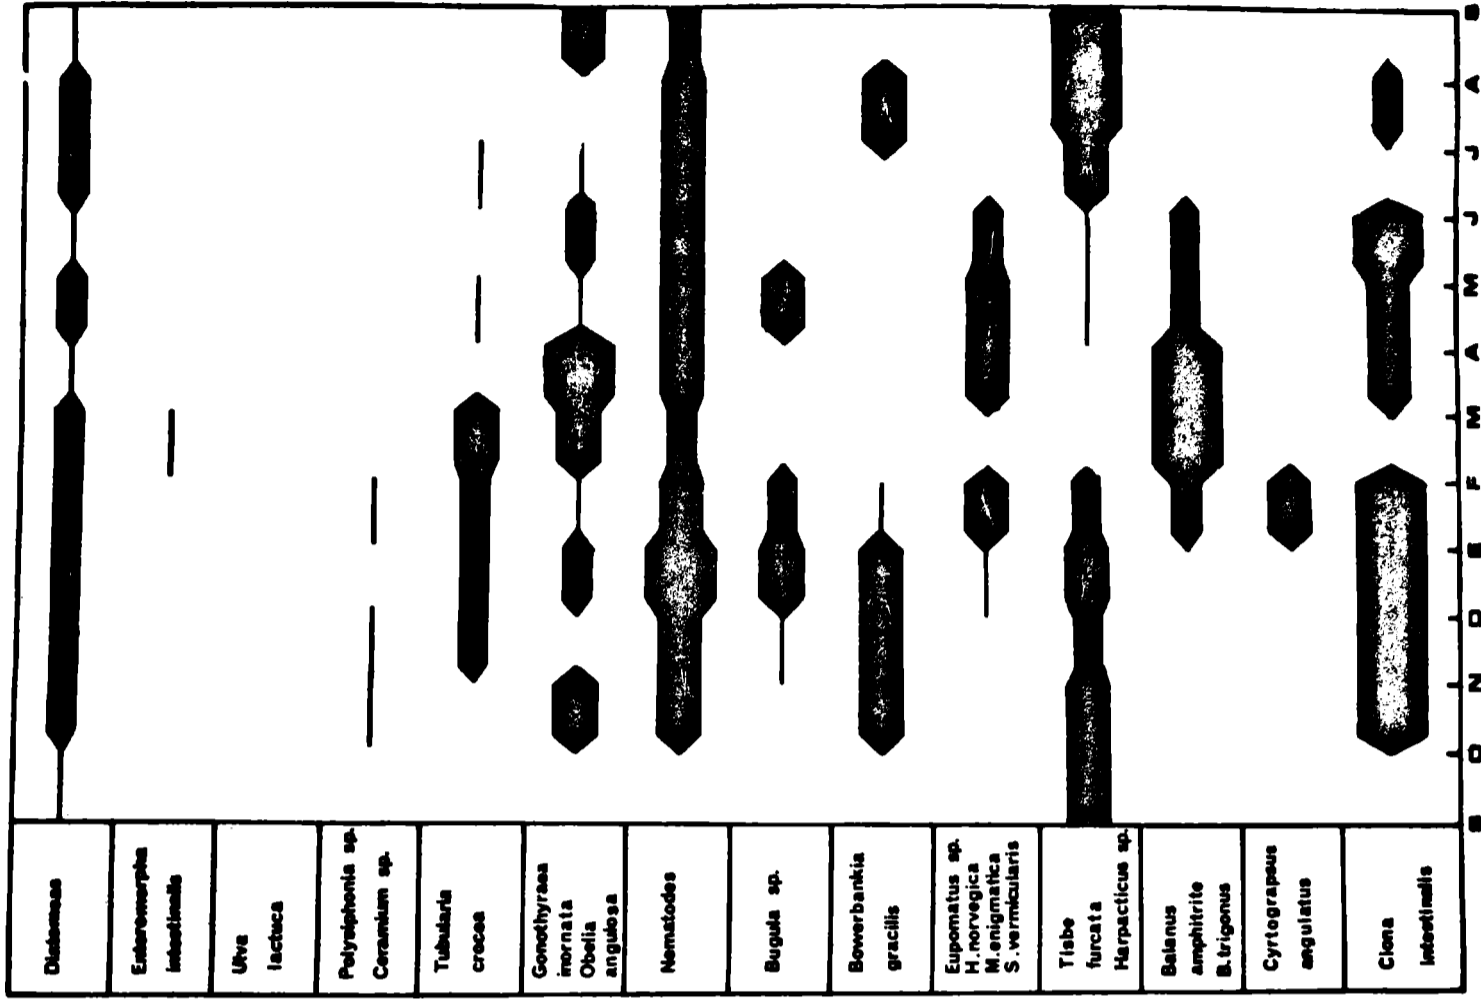 Diatomeas
Enteromorpha
intestinalis
Ulva
lactuca
Polysiphonia sp.
Ceramium sp.
Tubularia
crocea
Gonothyraea
inornata
Obelia
angulosa
Nematodes
Bugula sp.
Bowerbankia
gracilis
Eupomatus sp.
H. norvegica
M. enigmatica
S. vermicularis
Tisbe
furcata
Harpacticus sp.
Balanus
amphitrite
B. trigonus
Cyrtograpsus
angulatus
Ciona
intestinalis
S O N D E F M A M J J A S